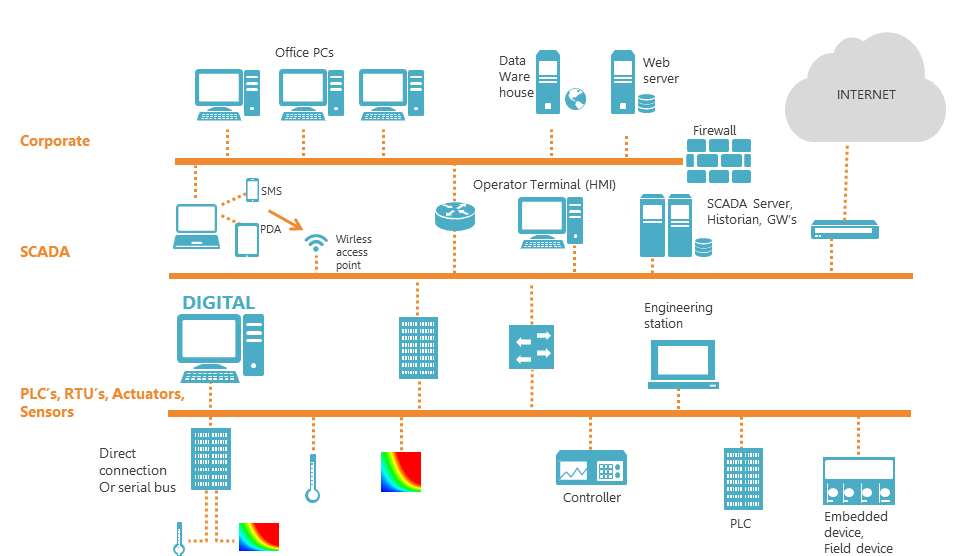 Office PCs
Data
Ware
house
Web
server
INTERNET
Firewall
Corporate
SMS
PDA
Wirless
access
point
Operator Terminal (HMI)
SCADA Server,
Historian, GW's
SCADA
DIGITAL
Engineering
station
PLC's, RTU's, Actuators,
Sensors
Direct
connection
Or serial bus
Controller
PLC
Embedded
device,
Field device